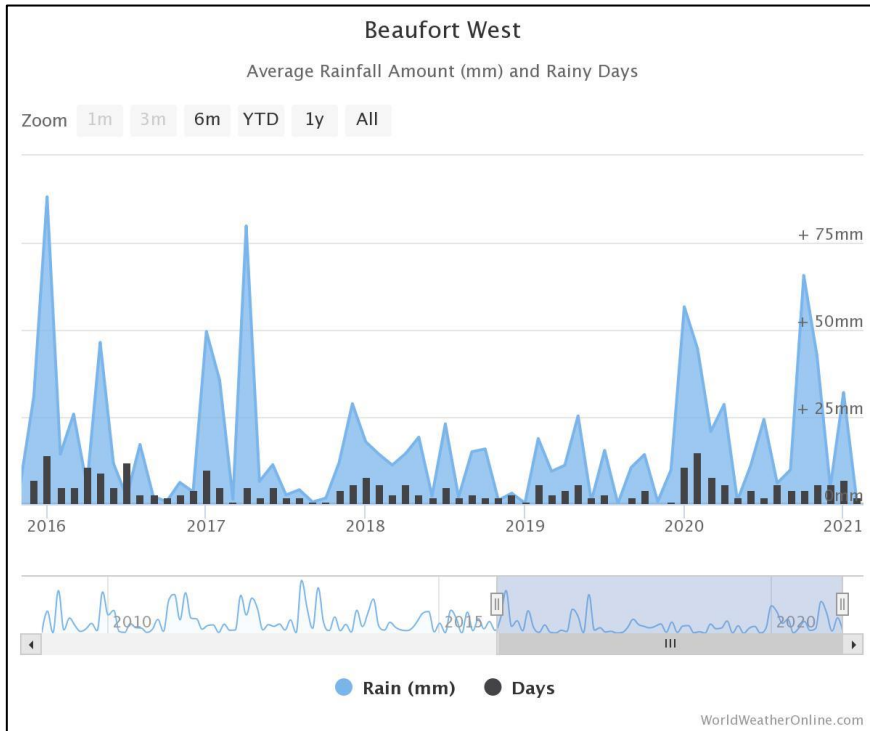 Beaufort West
Average Rainfall Amount (mm) and Rainy Days
Zoom 1m 3m 6m YTD 1y All
+ 75mm
+ 50mm
+ 25mm
0mm
2016 2017 2018 2019 2020 2021
2010 2015 2020
Rain (mm) Days
WorldWeatherOnline.com